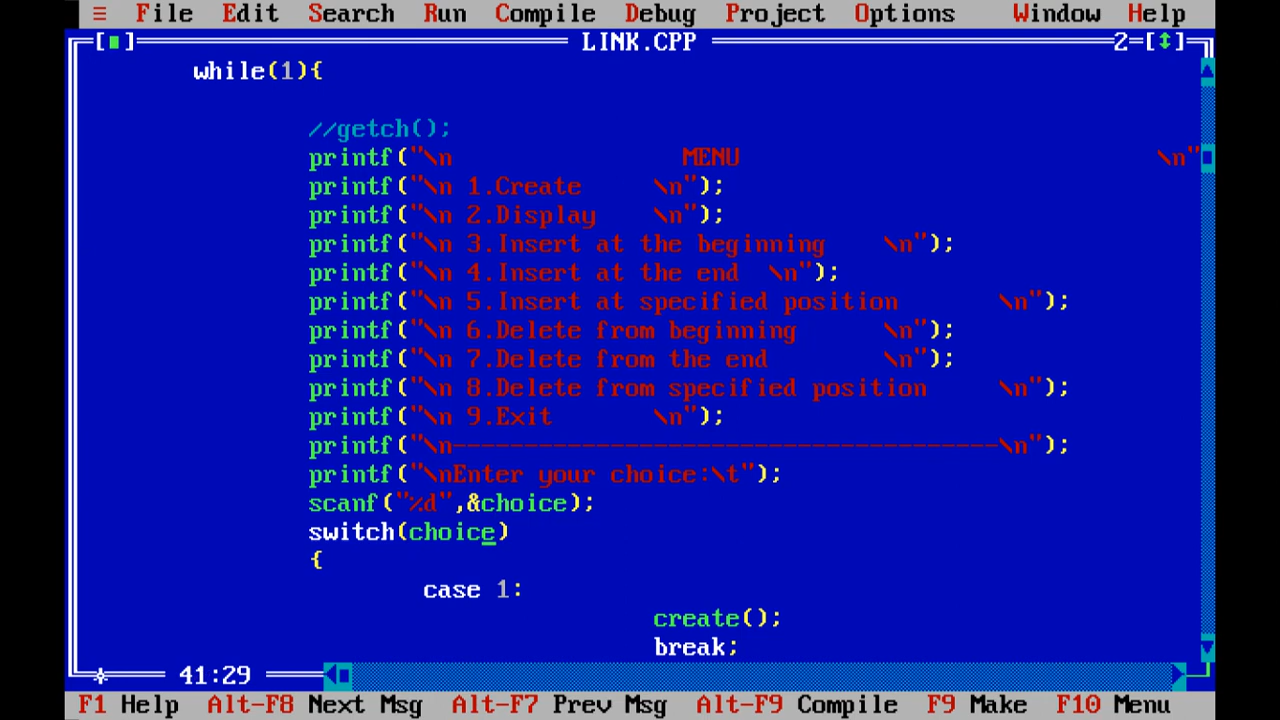 ≡ File Edit Search Run Compile Debug Project Options Window Help
[■] LINK.CPP 2=[↕]
while(1){
//getch();
printf("\n                MENU                             \n"
printf("\n 1.Create     \n");
printf("\n 2.Display    \n");
printf("\n 3.Insert at the beginning    \n");
printf("\n 4.Insert at the end  \n");
printf("\n 5.Insert at specified position       \n");
printf("\n 6.Delete from beginning      \n");
printf("\n 7.Delete from the end        \n");
printf("\n 8.Delete from specified position     \n");
printf("\n 9.Exit       \n");
printf("\n--------------------------------------\n");
printf("\nEnter your choice:\t");
scanf("%d",&choice);
switch(choice)
{
case 1:
create();
break;
41:29
F1 Help Alt-F8 Next Msg Alt-F7 Prev Msg Alt-F9 Compile F9 Make F10 Menu